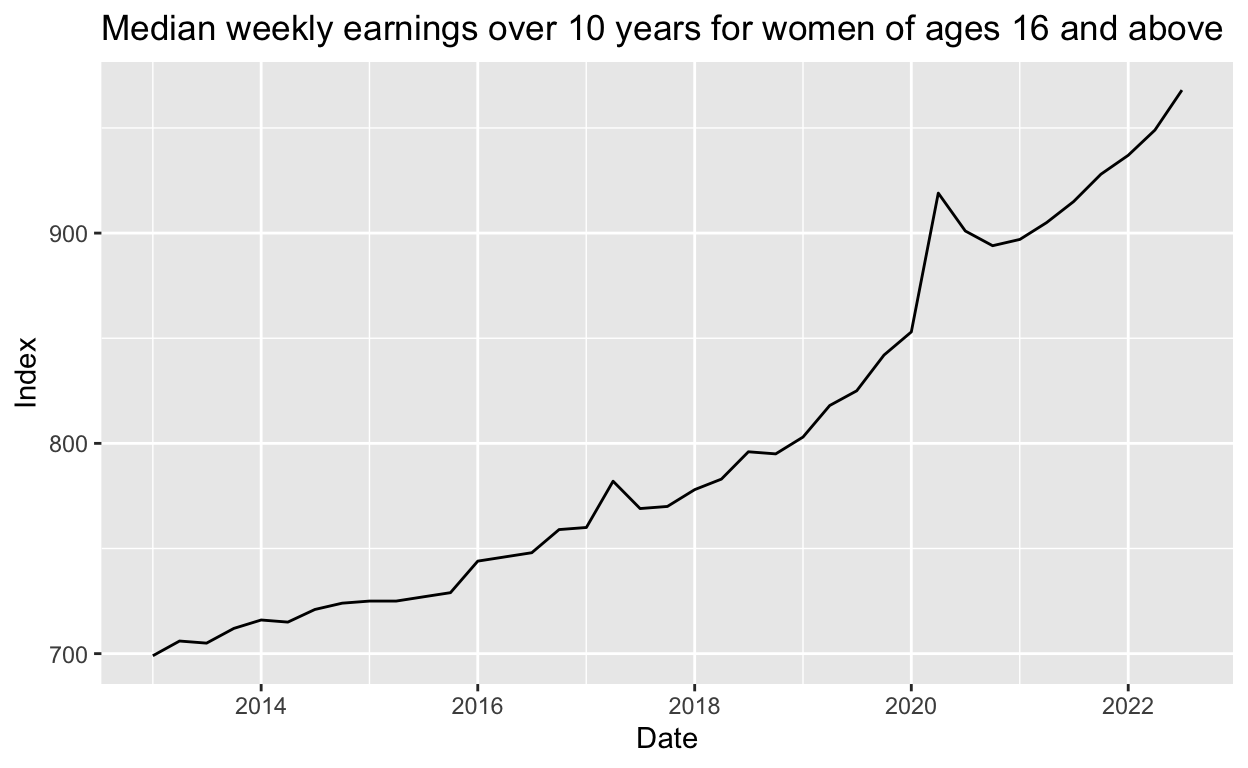 Median weekly earnings over 10 years for women of ages 16 and above
Index
900
800
700
2014 2016 2018 2020 2022
Date